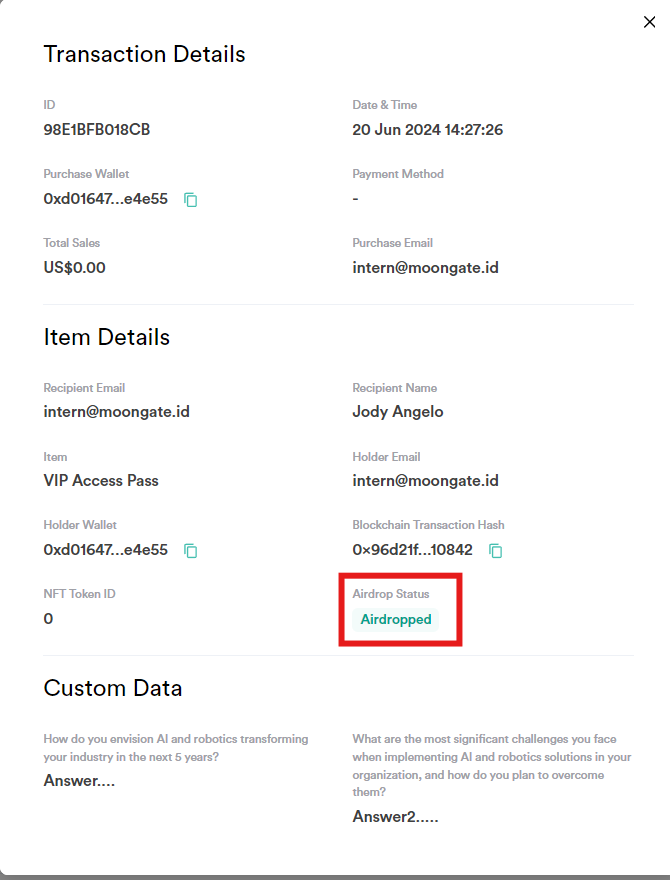 Transaction Details
ID
98E1BFB018CB
Date & Time
20 Jun 2024 14:27:26
Purchase Wallet
0xd01647...e4e55
Payment Method
-
Total Sales
US$0.00
Purchase Email
intern@moongate.id
Item Details
Recipient Email
intern@moongate.id
Recipient Name
Jody Angelo
Item
VIP Access Pass
Holder Email
intern@moongate.id
Holder Wallet
0xd01647...e4e55
Blockchain Transaction Hash
0×96d21f...10842
NFT Token ID
0
Airdrop Status
Airdropped
Custom Data
How do you envision AI and robotics transforming
your industry in the next 5 years?
Answer....
What are the most significant challenges you face
when implementing AI and robotics solutions in your
organization, and how do you plan to overcome
them?
Answer2.....